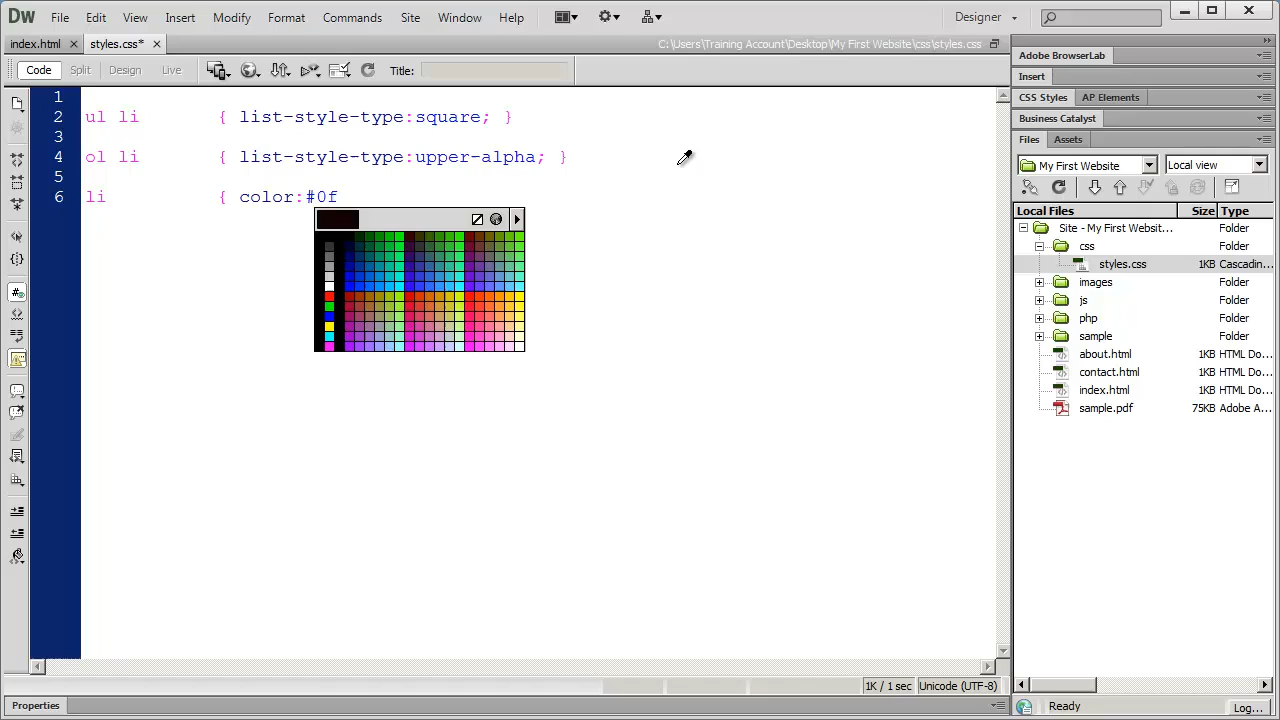 Dw File Edit View Insert Modify Format Commands Site Window Help Designer
index.html styles.css* C:\Users\Training Account\Desktop\My First Website\css\styles.css
Code Split Design Live Title:
1
2 ul li { list-style-type:square; }
3
4 ol li { list-style-type:upper-alpha; }
5
6 li { color:#0f
1K / 1 sec Unicode (UTF-8)
Properties
Adobe BrowserLab
Insert
CSS Styles AP Elements
Business Catalyst
Files Assets
My First Website Local view
Local Files Size Type
Site - My First Websit... Folder
css Folder
styles.css 1KB Cascadin...
images Folder
js Folder
php Folder
sample Folder
about.html 1KB HTML Do...
contact.html 1KB HTML Do...
index.html 1KB HTML Do...
sample.pdf 75KB Adobe A...
Ready Log...